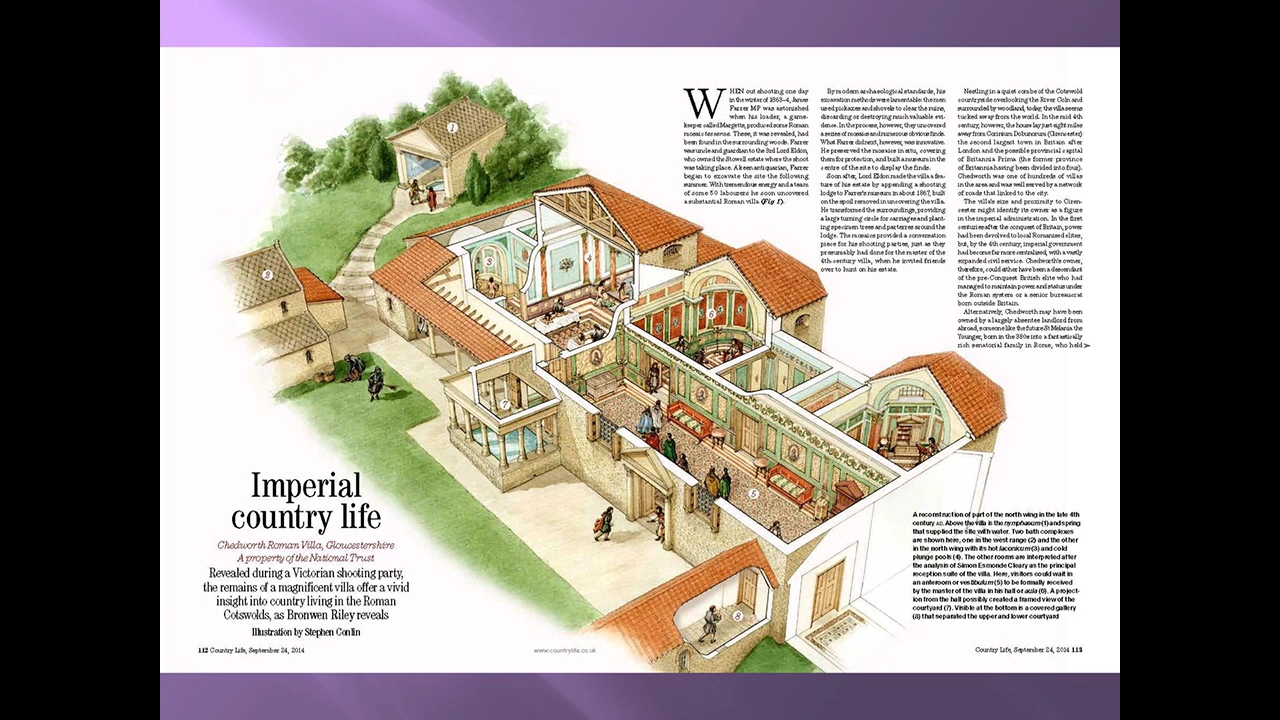 WHEN out shooting one day
in the winter of 1863–4, James
Farrer MP was astonished
when his loader, a game-
keeper called Margetts, produced some Roman
mosaic tesserae. These, it was revealed, had
been found in the surrounding woods. Farrer
was uncle and guardian to the 3rd Lord Eldon,
who owned the Stowell estate where the shoot
was taking place. A keen antiquarian, Farrer
began to excavate the site the following
summer. With tremendous energy and a team
of some 50 labourers he soon uncovered
a substantial Roman villa (Fig 1).
By modern archaeological standards, his
excavation methods were lamentable: the men
used pickaxes and shovels to clear the ruins,
discarding or destroying much valuable evi-
dence. In the process, however, they uncovered
a series of mosaics and numerous obvious finds.
What Farrer did next, however, was innovative.
He preserved the mosaics in situ, covering
them for protection, and built a museum in the
centre of the site to display the finds.
Soon after, Lord Eldon made the villa a fea-
ture of his estate by appending a shooting
lodge to Farrer's museum in about 1867, built
on the spoil removed in uncovering the villa.
He transformed the surroundings, providing
a large turning circle for carriages and plant-
ing specimen trees and parterres around the
lodge. The mosaics provided a conversation
piece for his shooting parties, just as they
presumably had done for the master of the
4th-century villa, when he invited friends
over to hunt on his estate.
Nestling in a quiet combe of the Cotswold
countryside overlooking the River Coln and
surrounded by woodland, today, the villa seems
tucked away from the world. In the mid 4th
century, however, the house lay just eight miles
away from Corinium Dobunorum (Cirencester)
the second largest town in Britain after
London and the possible provincial capital
of Britannia Prima (the former province
of Britannia having been divided into four).
Chedworth was one of hundreds of villas
in the area and was well served by a network
of roads that linked to the city.
The villa's size and proximity to Ciren-
cester might identify its owner as a figure
in the imperial administration. In the first
centuries after the conquest of Britain, power
had been devolved to local Romanised elites,
but, by the 4th century, imperial government
had become far more centralised, with a vastly
expanded civil service. Chedworth's owner,
therefore, could either have been a descendant
of the pre-Conquest British elite who had
managed to maintain power and status under
the Roman system or a senior bureaucrat
born outside Britain.
Alternatively, Chedworth may have been
owned by a largely absentee landlord from
abroad, someone like the future St Melania the
Younger, born in the 380s into a fantastically
rich senatorial family in Rome, who held
1
3
4
6
7
5
8
Imperial
country life
Chedworth Roman Villa, Gloucestershire
A property of the National Trust
Revealed during a Victorian shooting party,
the remains of a magnificent villa offer a vivid
insight into country living in the Roman
Cotswolds, as Bronwen Riley reveals
Illustration by Stephen Conlin
A reconstruction of part of the north wing in the late 4th
century AD. Above the villa is the nymphaeum (1) and spring
that supplied the site with water. Two bath complexes
are shown here, one in the west range (2) and the other
in the north wing with its hot laconicum (3) and cold
plunge pools (4). The other rooms are interpreted after
the analysis of Simon Esmonde Cleary as the principal
reception suite of the villa. Here, visitors could wait in
an anteroom or vestibulum (5) to be formally received
by the master of the villa in his hall or aula (6). A project-
ion from the hall possibly created a framed view of the
courtyard (7). Visible at the bottom is a covered gallery
(8) that separated the upper and lower courtyard
112 Country Life, September 24, 2014
www.countrylife.co.uk
Country Life, September 24, 2014 113